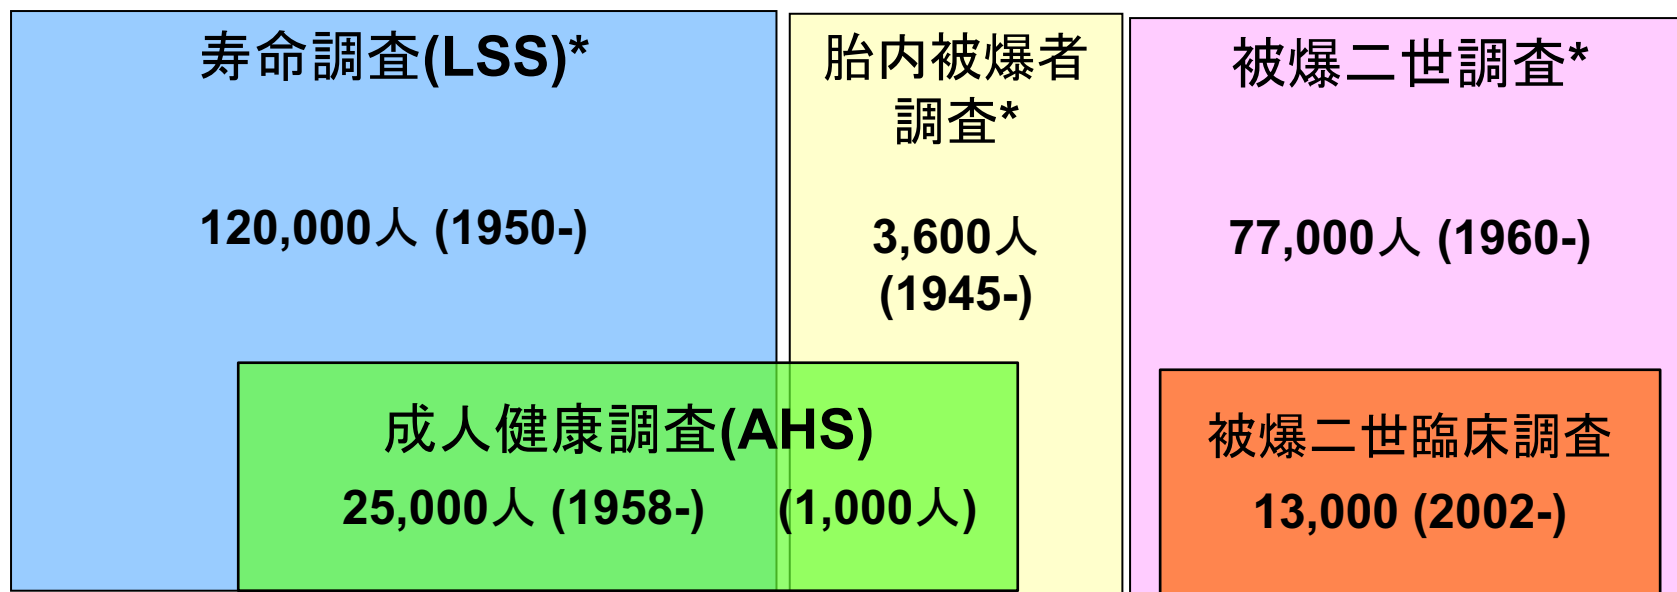 寿命調査(LSS)*
120,000人 (1950-)
胎内被爆者
調査*
3,600人
(1945-)
被爆二世調査*
77,000人 (1960-)
成人健康調査(AHS)
25,000人 (1958-) (1,000人)
被爆二世臨床調査
13,000 (2002-)